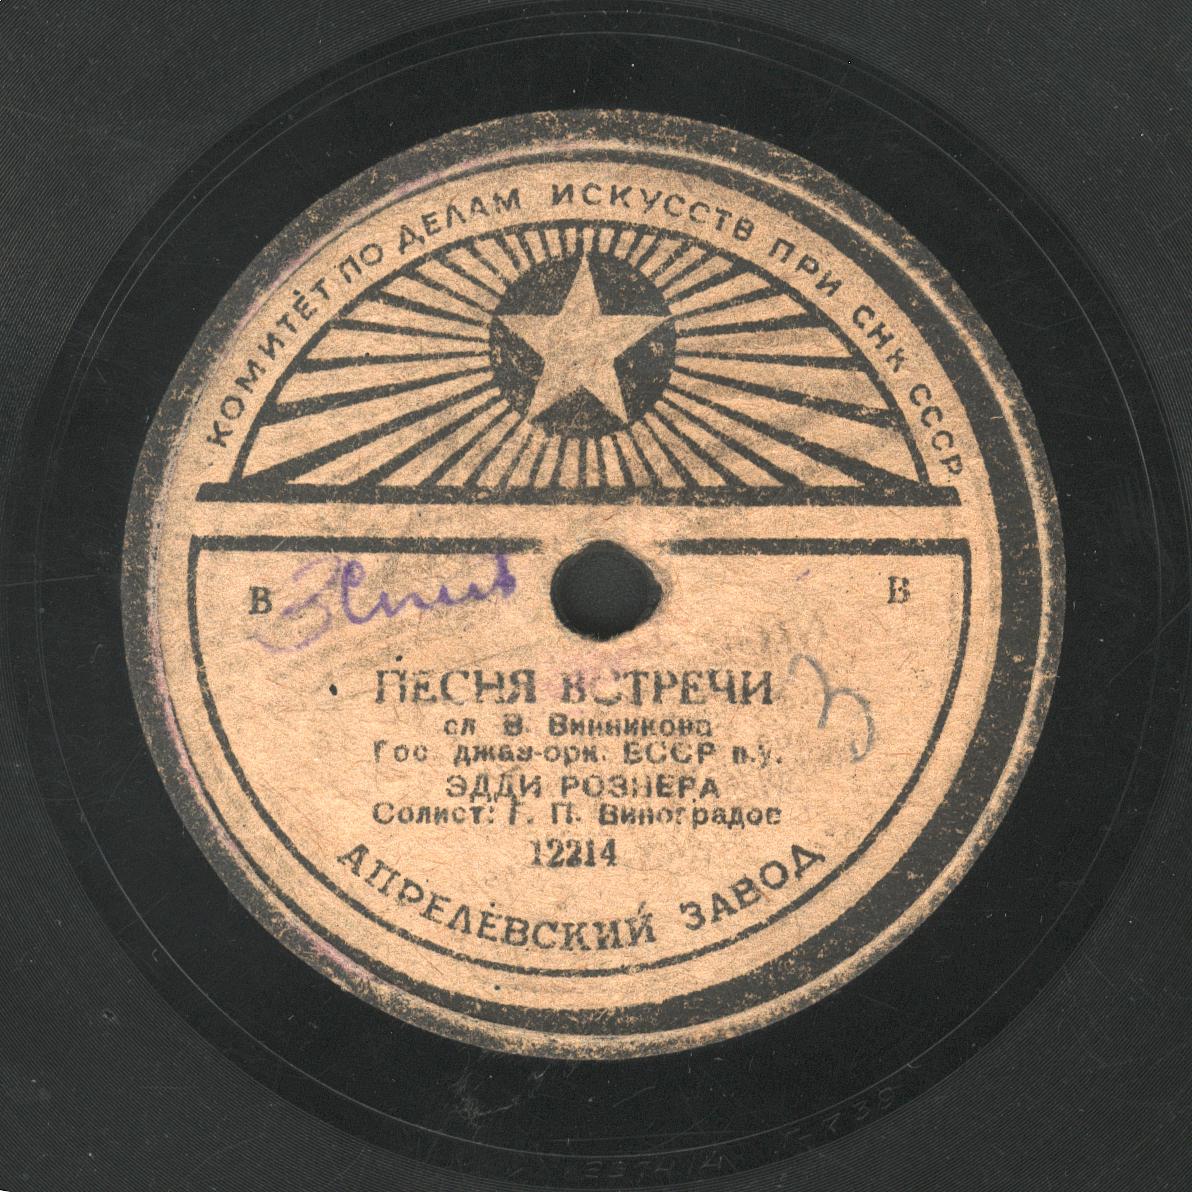 КОМИТЕТ ПО ДЕЛАМ ИСКУССТВ ПРИ СНК СССР
В В
ПЕСНЯ ВСТРЕЧИ
сл. В. Винникова
Гос. джаз-орк. БССР п.у.
ЭДДИ РОЗНЕРА
Солист: Г. П. Виноградов
12214
АПРЕЛЕВСКИЙ ЗАВОД